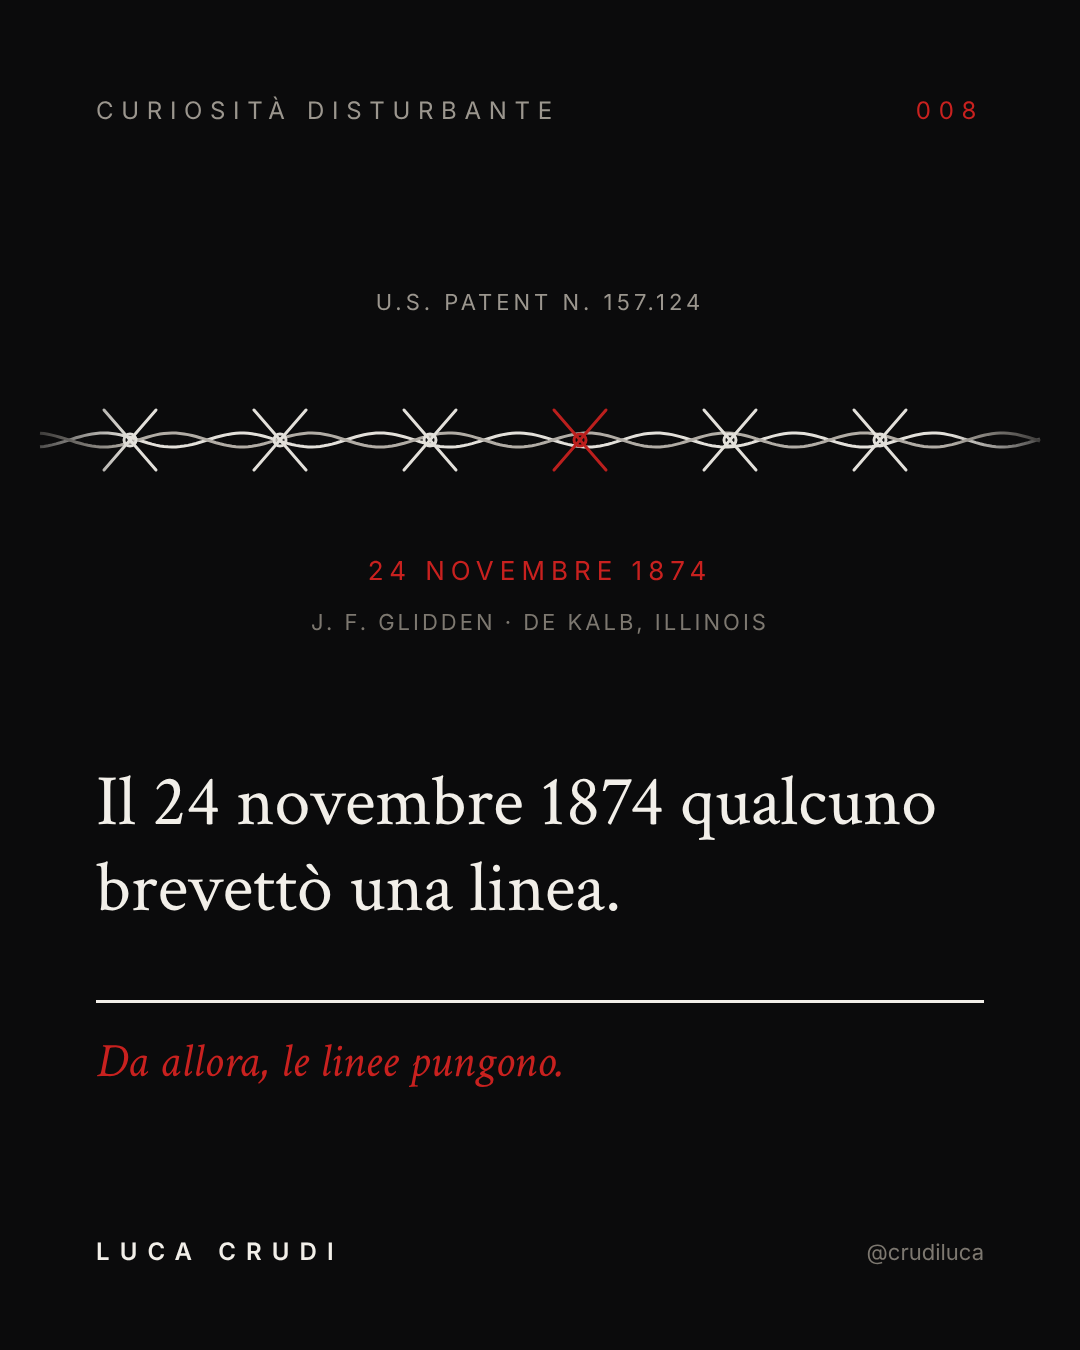 CURIOSITÀ DISTURBANTE
008
U.S. PATENT N. 157.124
24 NOVEMBRE 1874
J. F. GLIDDEN · DE KALB, ILLINOIS
Il 24 novembre 1874 qualcuno
brevettò una linea.
Da allora, le linee pungono.
LUCA CRUDI
@crudiluca